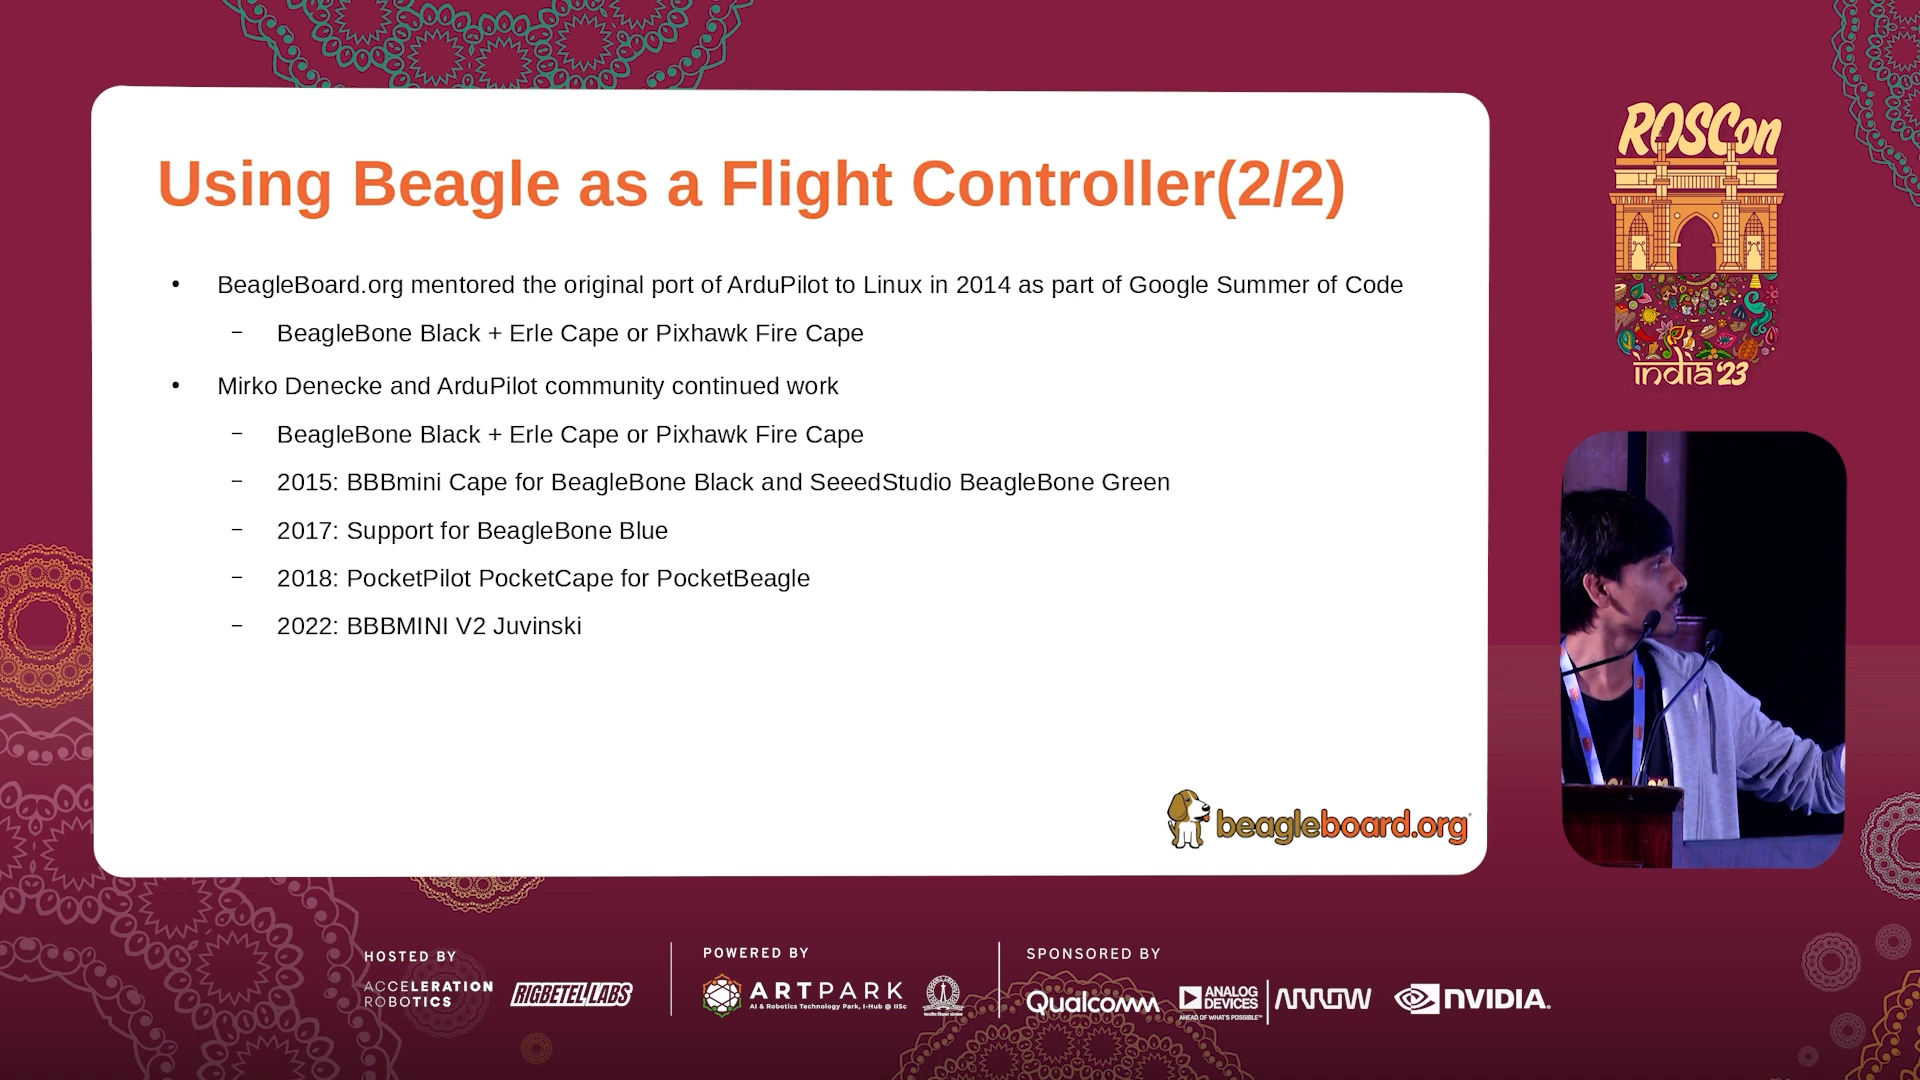 Using Beagle as a Flight Controller(2/2)
• BeagleBoard.org mentored the original port of ArduPilot to Linux in 2014 as part of Google Summer of Code
– BeagleBone Black + Erle Cape or Pixhawk Fire Cape
• Mirko Denecke and ArduPilot community continued work
– BeagleBone Black + Erle Cape or Pixhawk Fire Cape
– 2015: BBBmini Cape for BeagleBone Black and SeeedStudio BeagleBone Green
– 2017: Support for BeagleBone Blue
– 2018: PocketPilot PocketCape for PocketBeagle
– 2022: BBBMINI V2 Juvinski
beagleboard.org
ROSCon
india'23
HOSTED BY
ACCELERATION
ROBOTICS
RIGBETEL LABS
POWERED BY
ARTPARK
AI & Robotics Technology Park, I-Hub @ IISc
SPONSORED BY
Qualcomm
ANALOG
DEVICES
AHEAD OF WHAT'S POSSIBLE™
ARROW
NVIDIA.